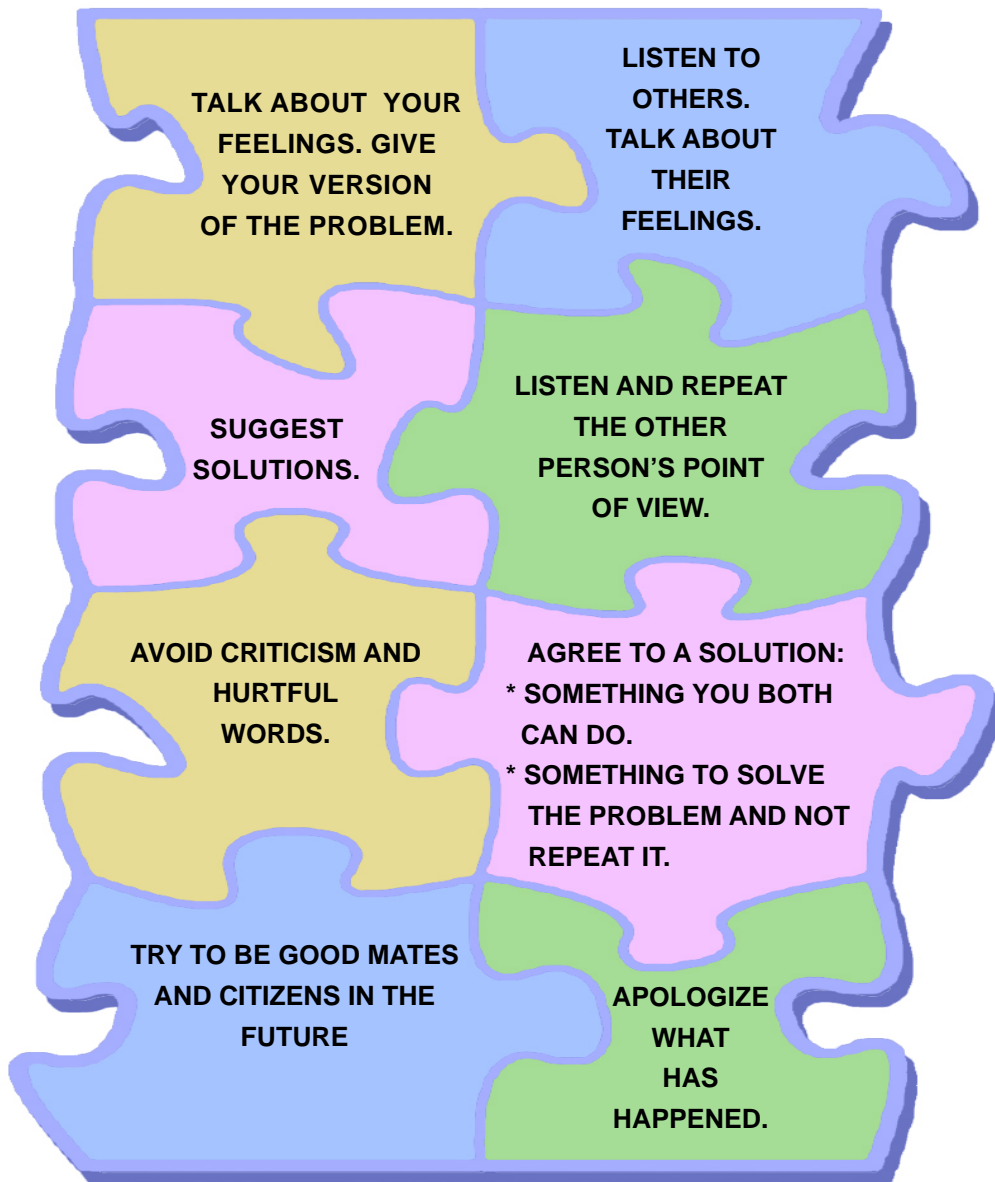 TALK ABOUT YOUR
FEELINGS. GIVE
YOUR VERSION
OF THE PROBLEM.
LISTEN TO
OTHERS.
TALK ABOUT
THEIR
FEELINGS.
SUGGEST
SOLUTIONS.
LISTEN AND REPEAT
THE OTHER
PERSON’S POINT
OF VIEW.
AVOID CRITICISM AND
HURTFUL
WORDS.
AGREE TO A SOLUTION:
* SOMETHING YOU BOTH
CAN DO.
* SOMETHING TO SOLVE
THE PROBLEM AND NOT
REPEAT IT.
TRY TO BE GOOD MATES
AND CITIZENS IN THE
FUTURE
APOLOGIZE
WHAT
HAS
HAPPENED.